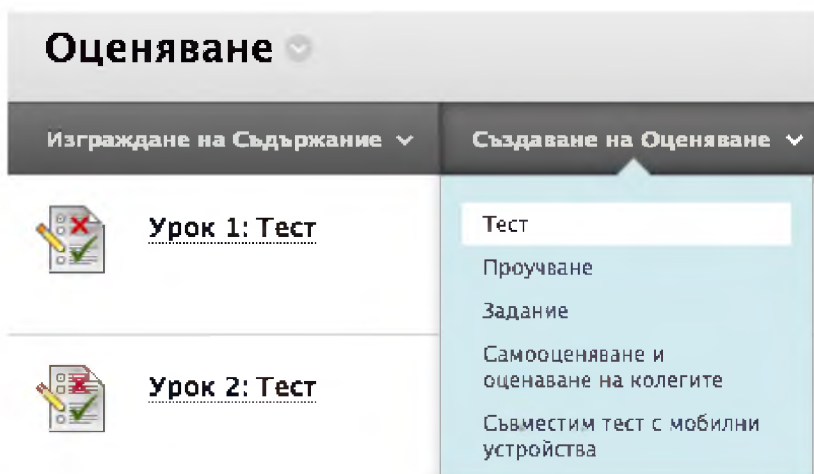 Оценяване
Изграждане на Съдържание
Създаване на Оценяване
Урок 1: Тест
Урок 2: Тест
Тест
Проучване
Задание
Самооценяване и
оценаване на колегите
Съвместим тест с мобилни
устройства